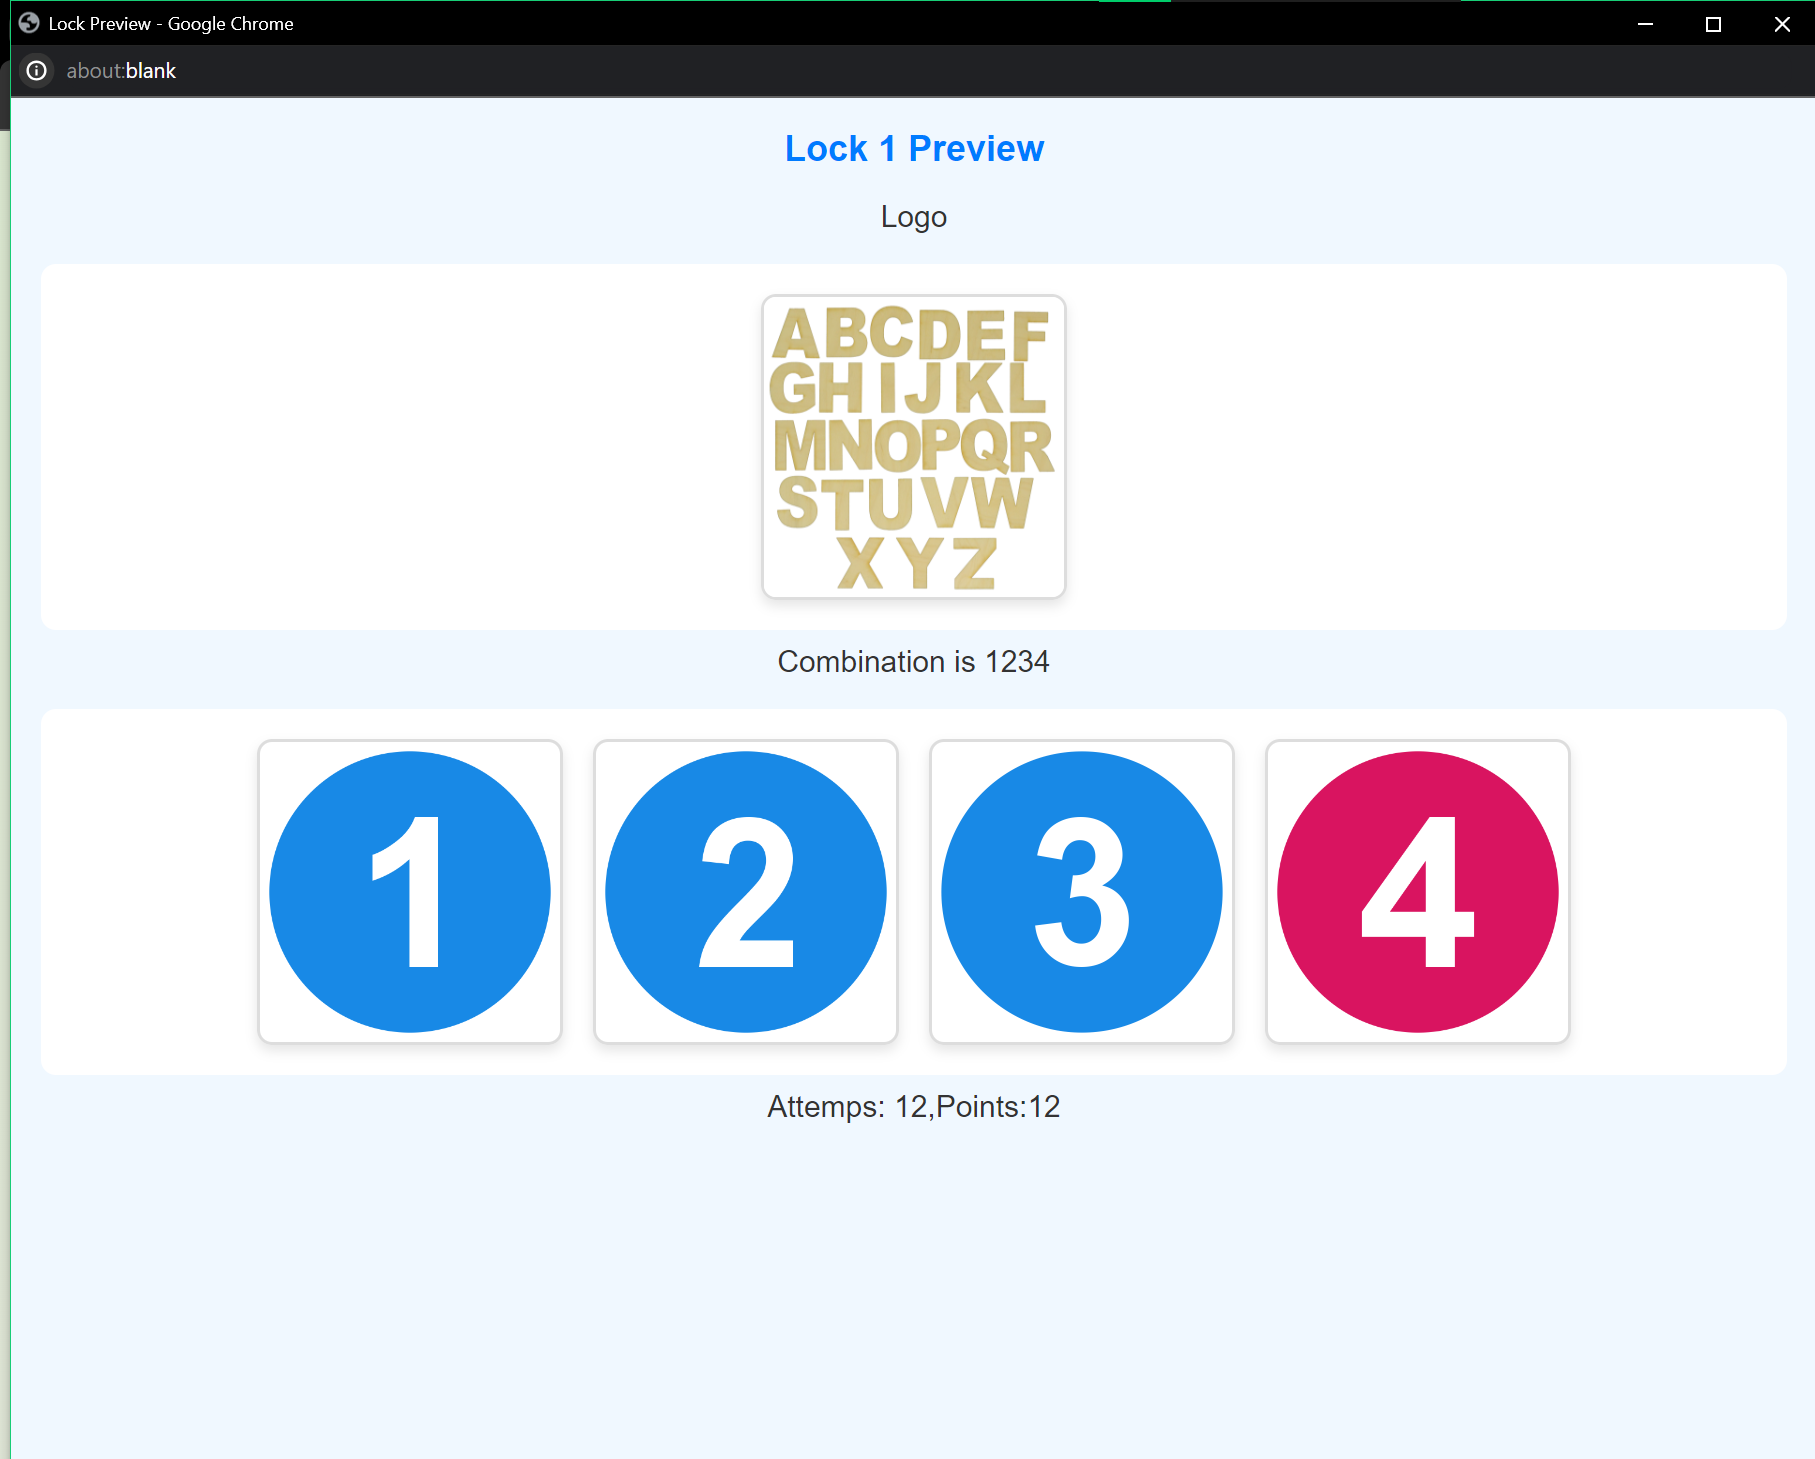 Lock Preview - Google Chrome
about:blank
Lock 1 Preview
Logo
ABCDEF
GHIJKL
MNOPQR
STUVW
XYZ
Combination is 1234
1 2 3 4
Attemps: 12,Points:12